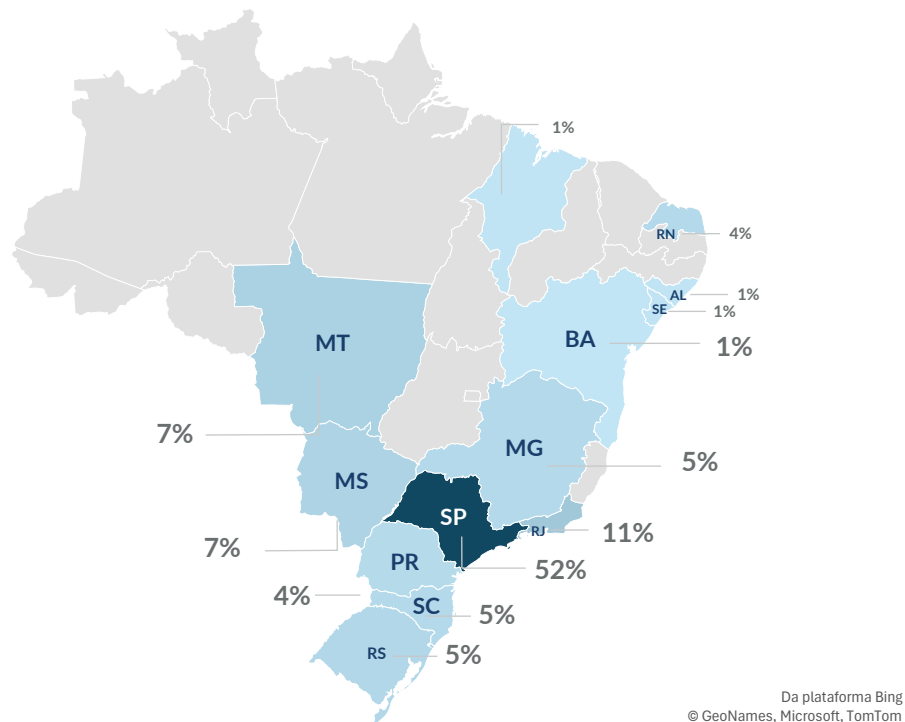 1%
RN
4%
AL
1%
SE
1%
BA
1%
MT
7%
MG
5%
MS
7%
SP
52%
RJ
11%
PR
4%
SC
5%
RS
5%
Da plataforma Bing
© GeoNames, Microsoft, TomTom